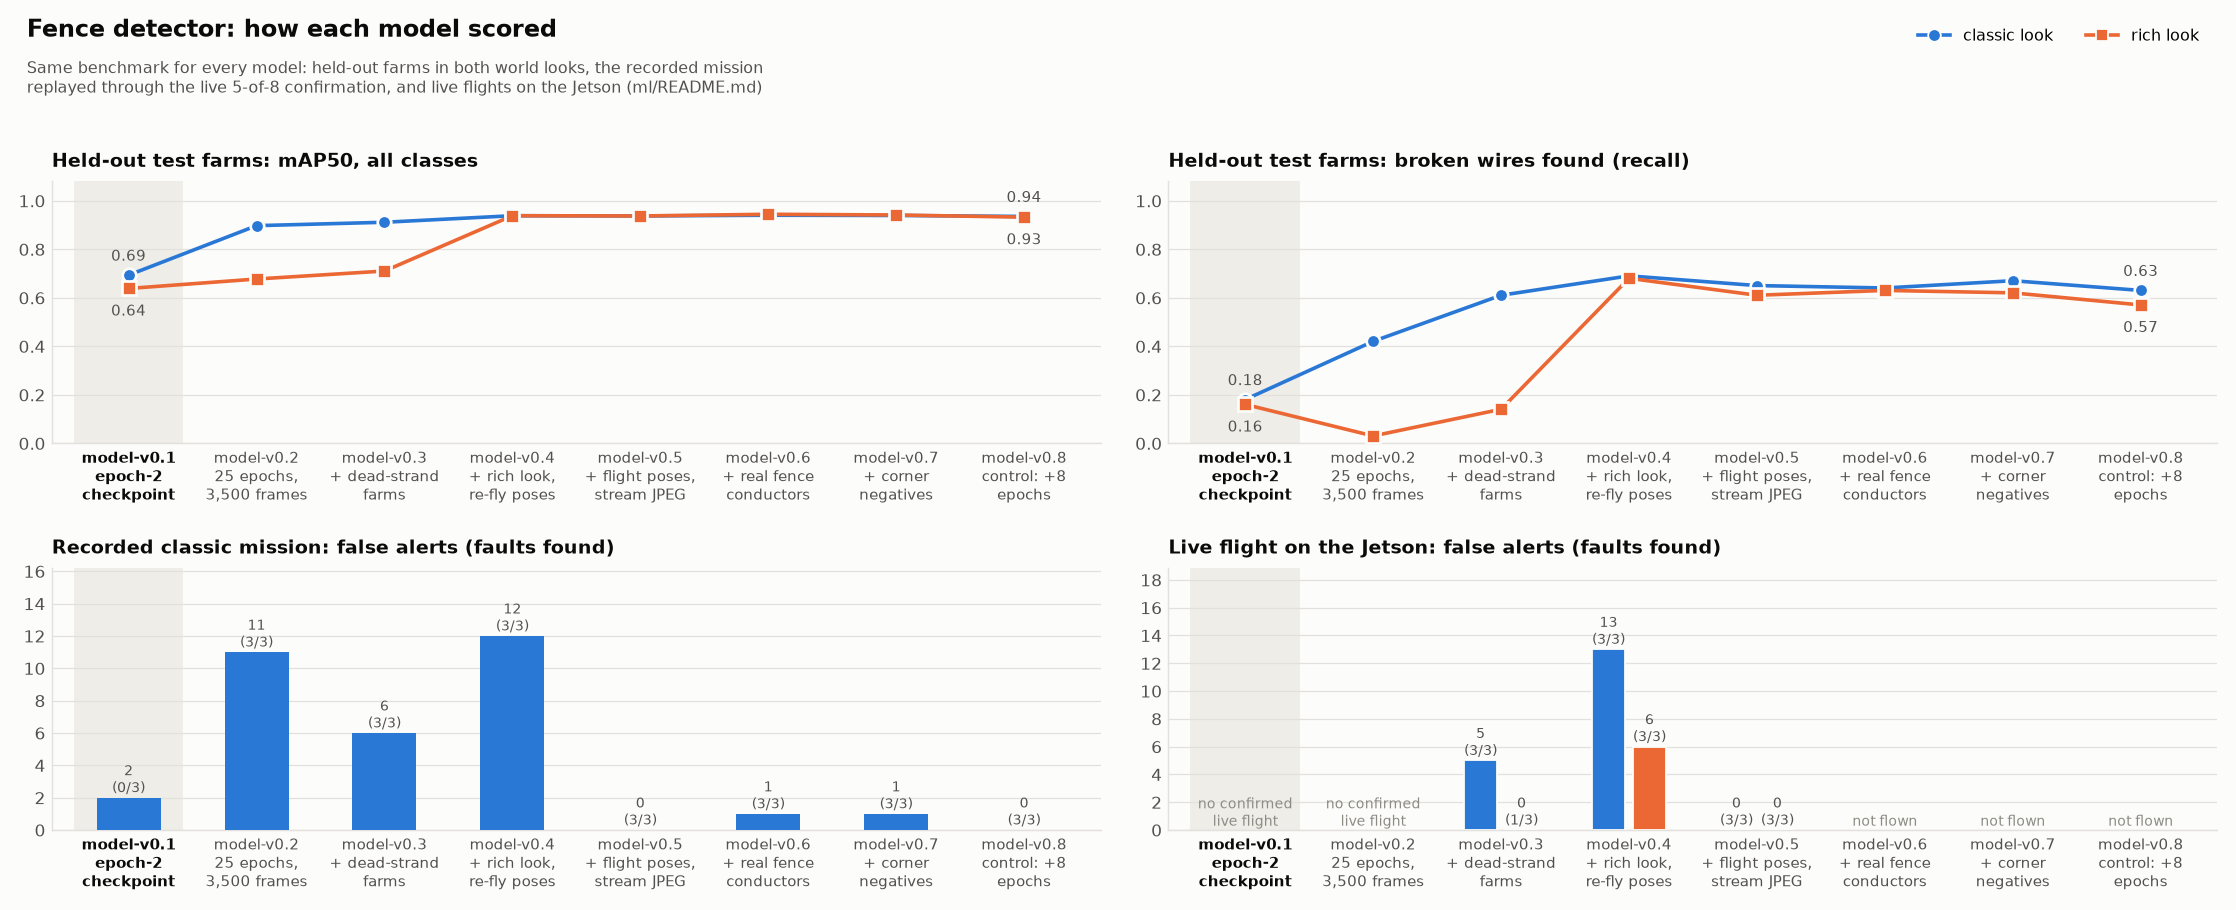 Fence detector: how each model scored
classic look
rich look
Same benchmark for every model: held-out farms in both world looks, the recorded mission
replayed through the live 5-of-8 confirmation, and live flights on the Jetson (ml/README.md)
Held-out test farms: mAP50, all classes
1.0
0.8
0.6
0.4
0.2
0.0
0.69
0.64
0.94
0.93
model-v0.1
epoch-2
checkpoint
model-v0.2
25 epochs,
3,500 frames
model-v0.3
+ dead-strand
farms
model-v0.4
+ rich look,
re-fly poses
model-v0.5
+ flight poses,
stream JPEG
model-v0.6
+ real fence
conductors
model-v0.7
+ corner
negatives
model-v0.8
control: +8
epochs
Held-out test farms: broken wires found (recall)
1.0
0.8
0.6
0.4
0.2
0.0
0.18
0.16
0.63
0.57
model-v0.1
epoch-2
checkpoint
model-v0.2
25 epochs,
3,500 frames
model-v0.3
+ dead-strand
farms
model-v0.4
+ rich look,
re-fly poses
model-v0.5
+ flight poses,
stream JPEG
model-v0.6
+ real fence
conductors
model-v0.7
+ corner
negatives
model-v0.8
control: +8
epochs
Recorded classic mission: false alerts (faults found)
16
14
12
10
8
6
4
2
0
2
(0/3)
11
(3/3)
6
(3/3)
12
(3/3)
0
(3/3)
1
(3/3)
1
(3/3)
0
(3/3)
model-v0.1
epoch-2
checkpoint
model-v0.2
25 epochs,
3,500 frames
model-v0.3
+ dead-strand
farms
model-v0.4
+ rich look,
re-fly poses
model-v0.5
+ flight poses,
stream JPEG
model-v0.6
+ real fence
conductors
model-v0.7
+ corner
negatives
model-v0.8
control: +8
epochs
Live flight on the Jetson: false alerts (faults found)
18
16
14
12
10
8
6
4
2
0
no confirmed
live flight
no confirmed
live flight
5
(3/3)
0
(1/3)
13
(3/3)
6
(3/3)
0
(3/3)
0
(3/3)
not flown
not flown
not flown
model-v0.1
epoch-2
checkpoint
model-v0.2
25 epochs,
3,500 frames
model-v0.3
+ dead-strand
farms
model-v0.4
+ rich look,
re-fly poses
model-v0.5
+ flight poses,
stream JPEG
model-v0.6
+ real fence
conductors
model-v0.7
+ corner
negatives
model-v0.8
control: +8
epochs